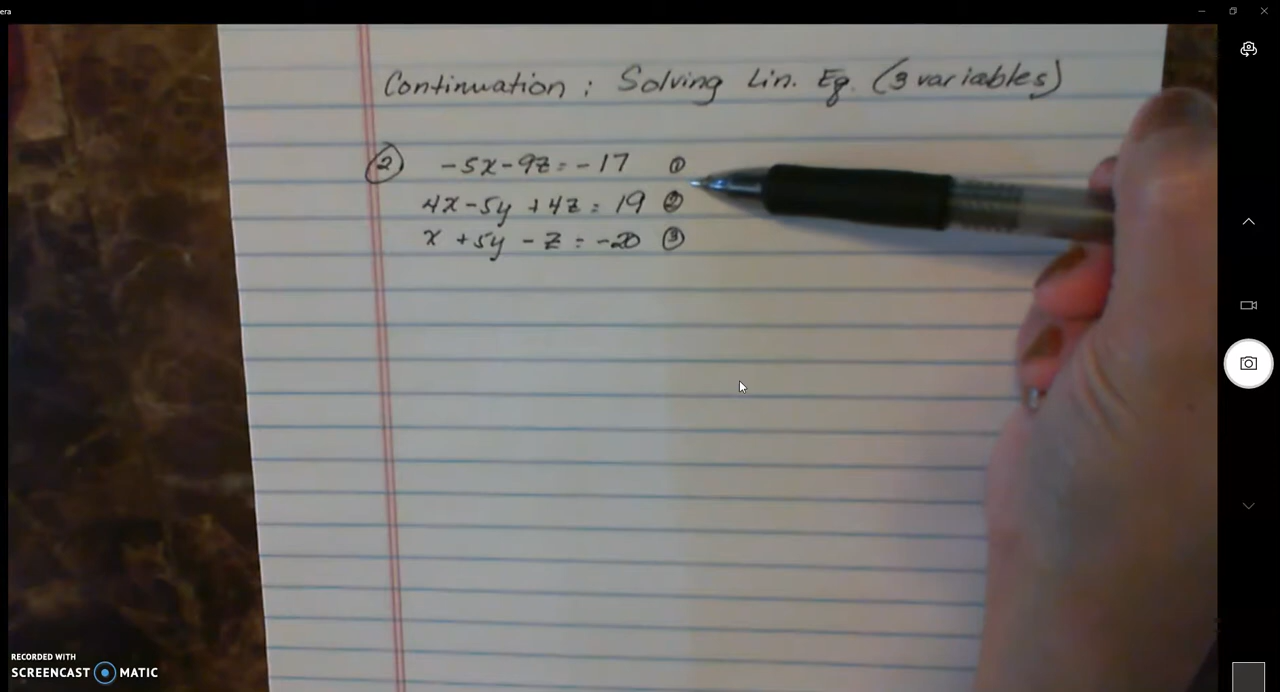 era
Continuation : Solving Lin. Eq. (3 variables)
② -5x-9z = -17 ①
4x-5y +4z = 19 ②
x +5y - z = -20 ③
RECORDED WITH
SCREENCAST MATIC